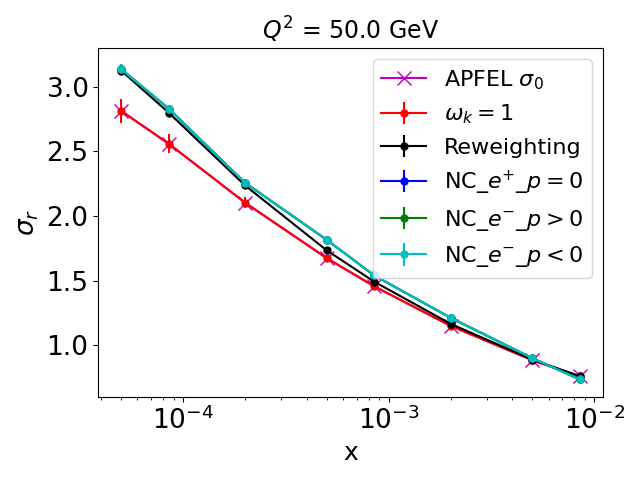 Q² = 50.0 GeV
3.0
2.5
2.0
1.5
1.0
σᵣ
10⁻⁴
10⁻³
10⁻²
x
APFEL σ₀
ωₖ = 1
Reweighting
NC_e⁺_p = 0
NC_e⁻_p > 0
NC_e⁻_p < 0